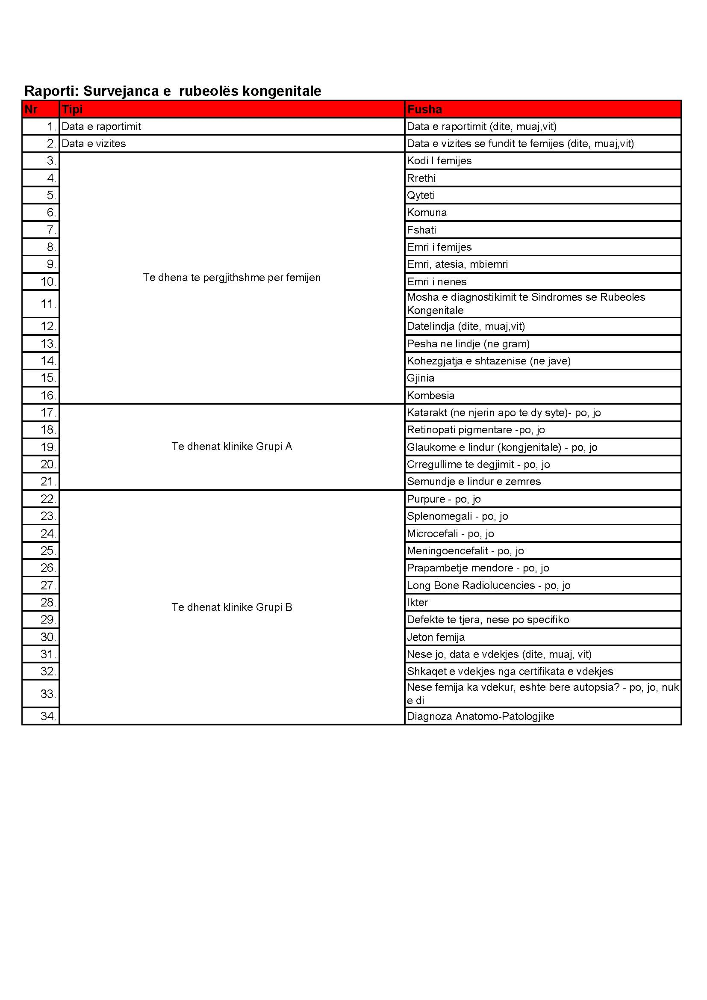 Raporti: Survejanca e  rubeolës kongenitale
Nr Tipi Fusha
1. Data e raportimit Data e raportimit (dite, muaj,vit)
2. Data e vizites Data e vizites se fundit te femijes (dite, muaj,vit)
3. Kodi I femijes
4. Rrethi
5. Qyteti
6. Komuna
7. Fshati
8. Emri i femijes
9. Emri, atesia, mbiemri
Te dhena te pergjithshme per femijen
10. Emri i nenes
11. Mosha e diagnostikimit te Sindromes se Rubeoles
Kongenitale
12. Datelindja (dite, muaj,vit)
13. Pesha ne lindje (ne gram)
14. Kohezgjatja e shtazenise (ne jave)
15. Gjinia
16. Kombesia
17. Katarakt (ne njerin apo te dy syte)- po, jo
18. Retinopati pigmentare -po, jo
19. Te dhenat klinike Grupi A Glaukome e lindur (kongjenitale) - po, jo
20. Crregullime te degjimit - po, jo
21. Semundje e lindur e zemres
22. Purpure - po, jo
23. Splenomegali - po, jo
24. Microcefali - po, jo
25. Meningoencefalit - po, jo
26. Prapambetje mendore - po, jo
27. Long Bone Radiolucencies - po, jo
28. Ikter
Te dhenat klinike Grupi B
29. Defekte te tjera, nese po specifiko
30. Jeton femija
31. Nese jo, data e vdekjes (dite, muaj, vit)
32. Shkaqet e vdekjes nga certifikata e vdekjes
33. Nese femija ka vdekur, eshte bere autopsia? - po, jo, nuk
e di
34. Diagnoza Anatomo-Patologjike